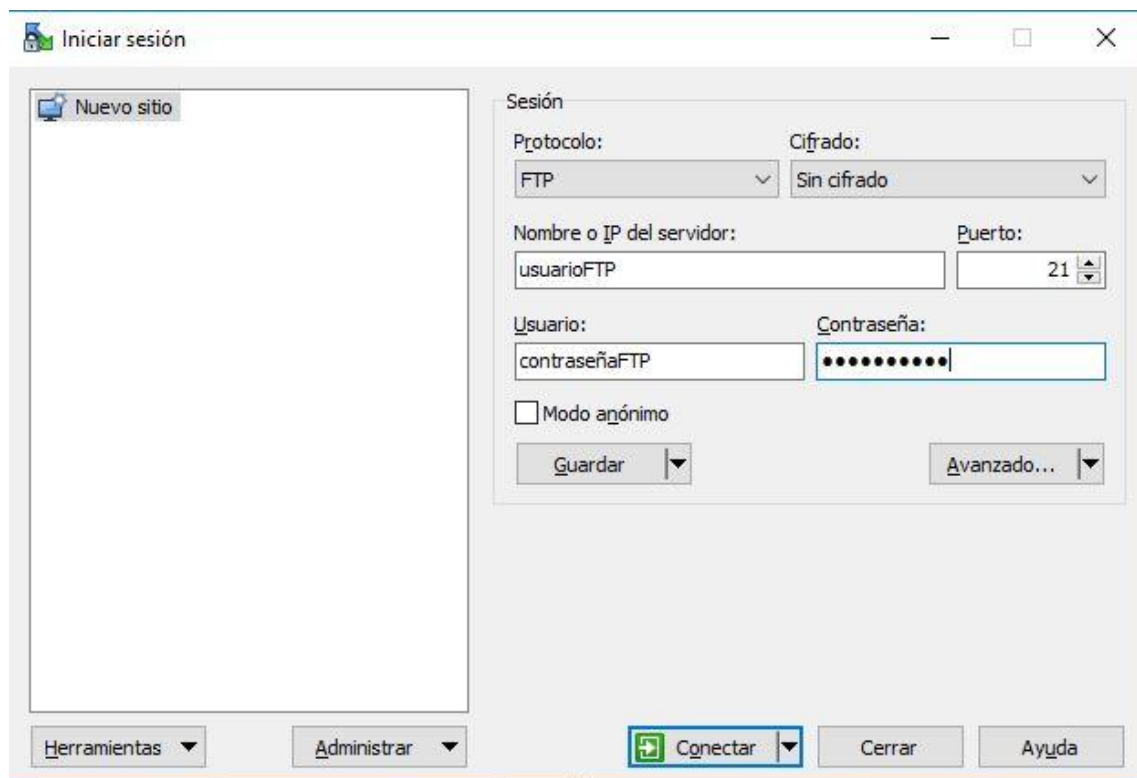 Iniciar sesión
Nuevo sitio
Sesión
Protocolo: Cifrado:
FTP Sin cifrado
Nombre o IP del servidor: Puerto:
usuarioFTP 21
Usuario: Contraseña:
contraseñaFTP ●●●●●●●●●●
Modo anónimo
Guardar Avanzado...
Herramientas Administrar Conectar Cerrar Ayuda